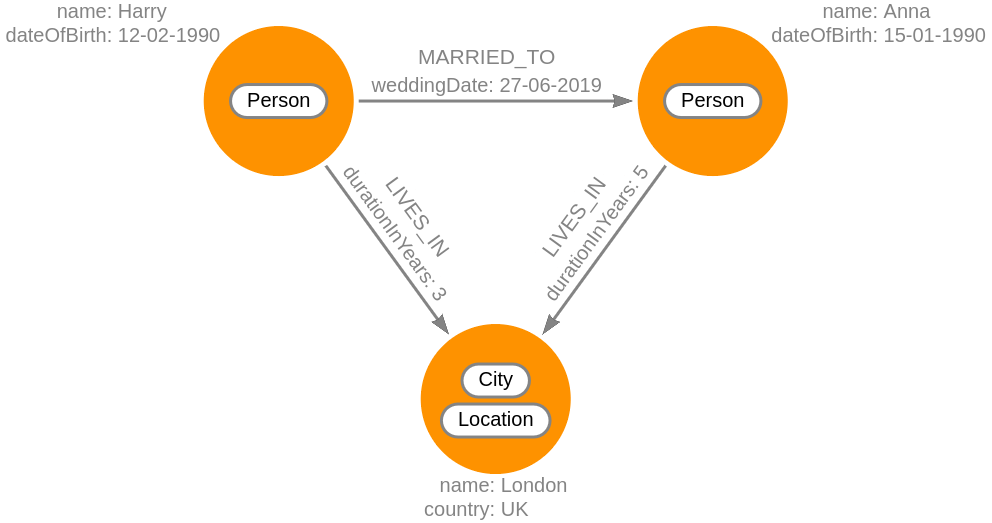 name: Harry
dateOfBirth: 12-02-1990
name: Anna
dateOfBirth: 15-01-1990
MARRIED_TO
weddingDate: 27-06-2019
Person
Person
LIVES_IN
durationInYears: 3
LIVES_IN
durationInYears: 5
City
Location
name: London
country: UK